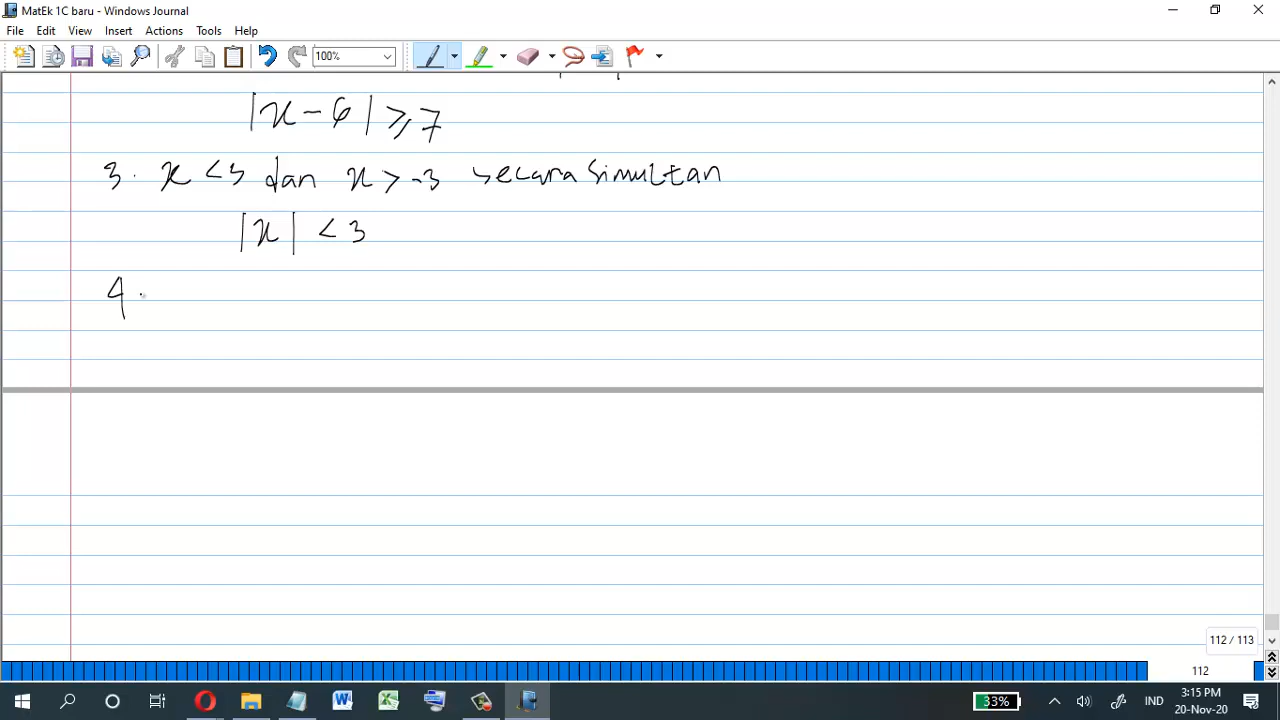 MatEk 1C baru - Windows Journal
File Edit View Insert Actions Tools Help
100%
|x - 6| ≥ 7
3. x < 3 dan x > -3 secara simultan
|x| < 3
4.
112 / 113
112
33% IND 3:15 PM
20-Nov-20